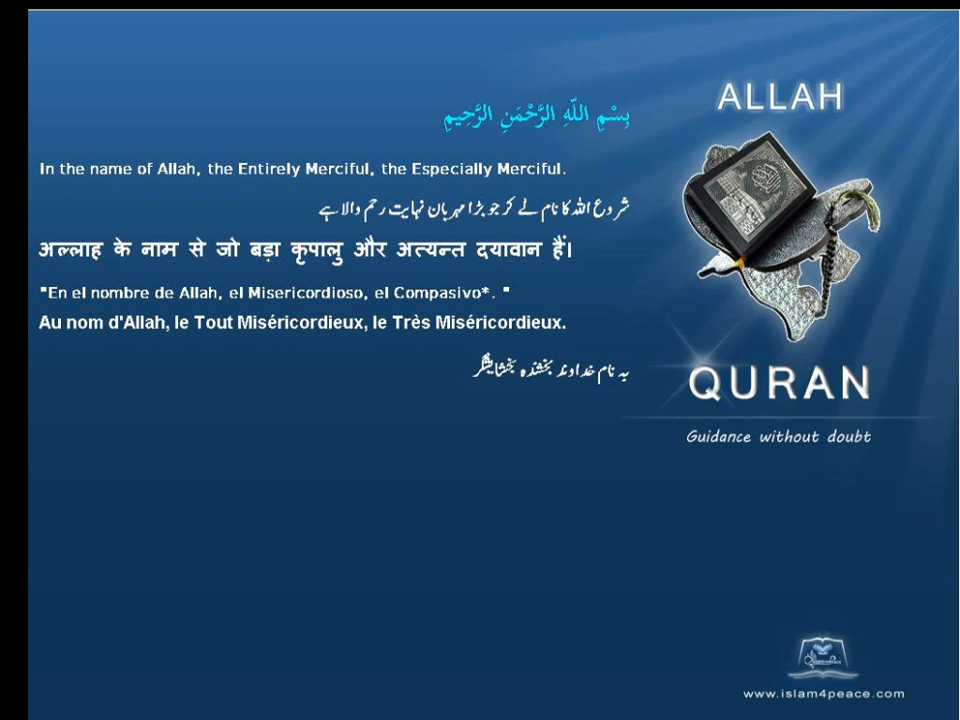 بِسْمِ اللَّهِ الرَّحْمَنِ الرَّحِيمِ
In the name of Allah, the Entirely Merciful, the Especially Merciful.
شروع الله کا نام لے کر جو بڑا مہربان نہایت رحم والا ہے
अल्लाह के नाम से जो बड़ा कृपालु और अत्यन्त दयावान हैं।
"En el nombre de Allah, el Misericordioso, el Compasivo*. "
Au nom d'Allah, le Tout Miséricordieux, le Très Miséricordieux.
به نام خداوند بخشنده بخشایشگر
ALLAH
QURAN
Guidance without doubt
www.islam4peace.com